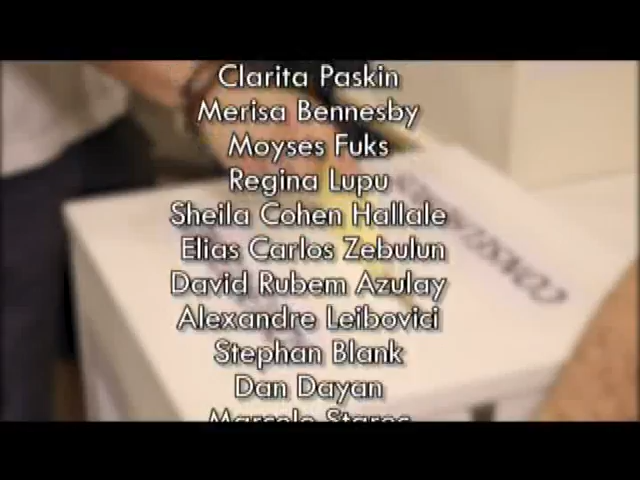 Clarita Paskin
Merisa Bennesby
Moyses Fuks
Regina Lupu
Sheila Cohen Hallale
Elias Carlos Zebulun
David Rubem Azulay
Alexandre Leibovici
Stephan Blank
Dan Dayan
Marcelo